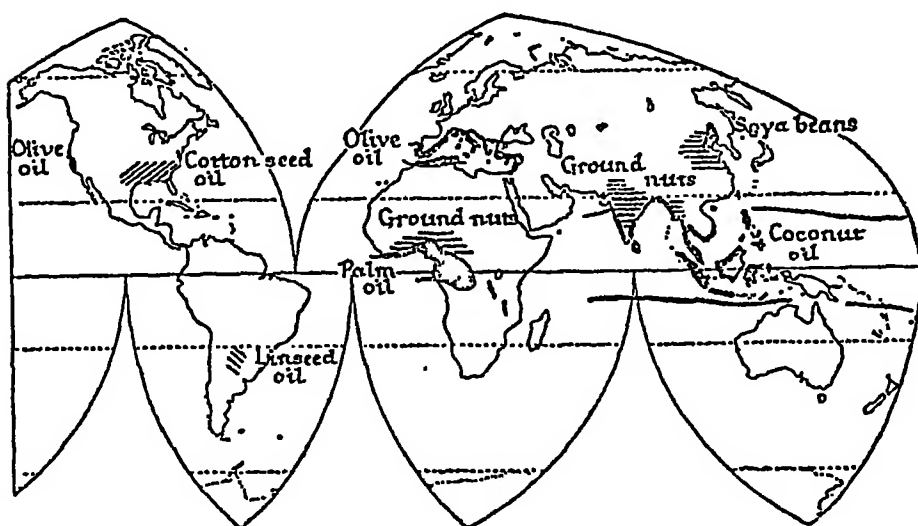 Olive
oil
Cotton seed
oil
Olive
oil
Soya beans
Ground
nuts
Ground nuts
Coconut
oil
Palm
oil
Linseed
oil